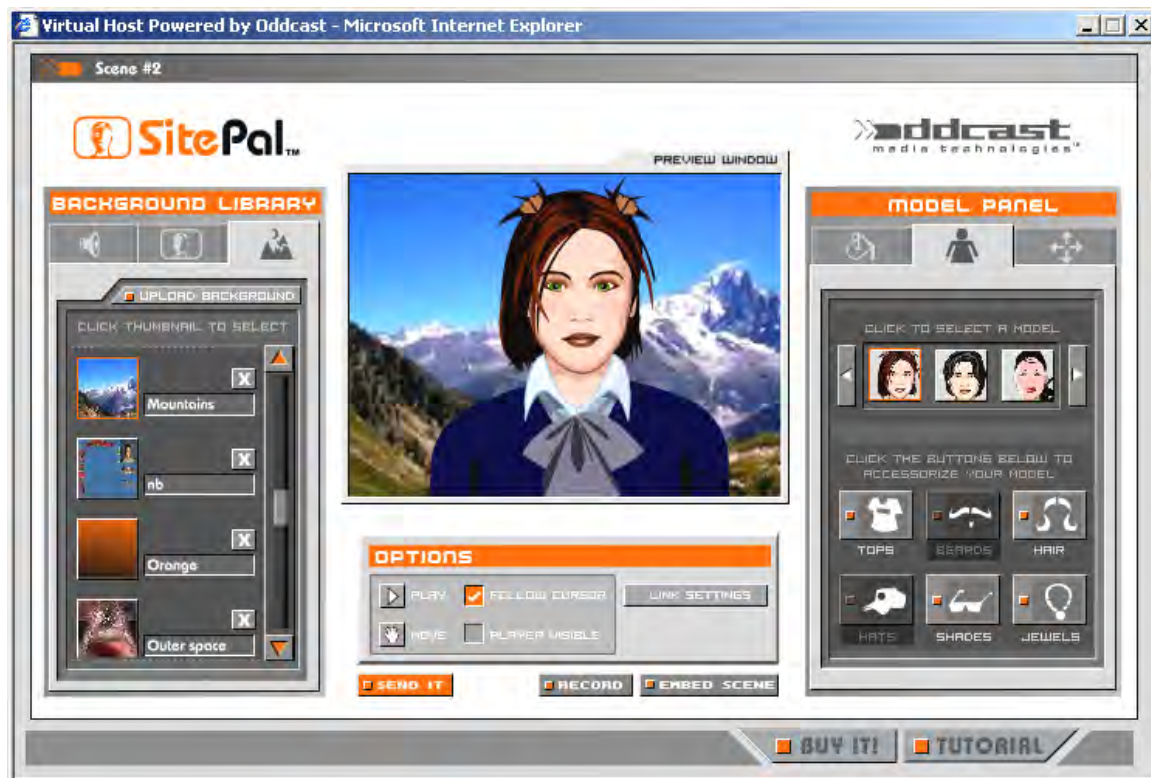 Virtual Host Powered by Oddcast - Microsoft Internet Explorer
Scene #2
SitePal™
oddcast
media technologies™
PREVIEW WINDOW
BACKGROUND LIBRARY
UPLOAD BACKGROUND
CLICK THUMBNAIL TO SELECT
X
Mountains
X
nb
X
Orange
X
Outer space
OPTIONS
PLAY
FOLLOW CURSOR
LINK SETTINGS
MOVE
PLAYER VISIBLE
SEND IT
RECORD
EMBED SCENE
MODEL PANEL
CLICK TO SELECT A MODEL
CLICK THE BUTTONS BELOW TO
ACCESSORIZE YOUR MODEL
TOPS
BEARDS
HAIR
HATS
SHADES
JEWELS
BUY IT!
TUTORIAL